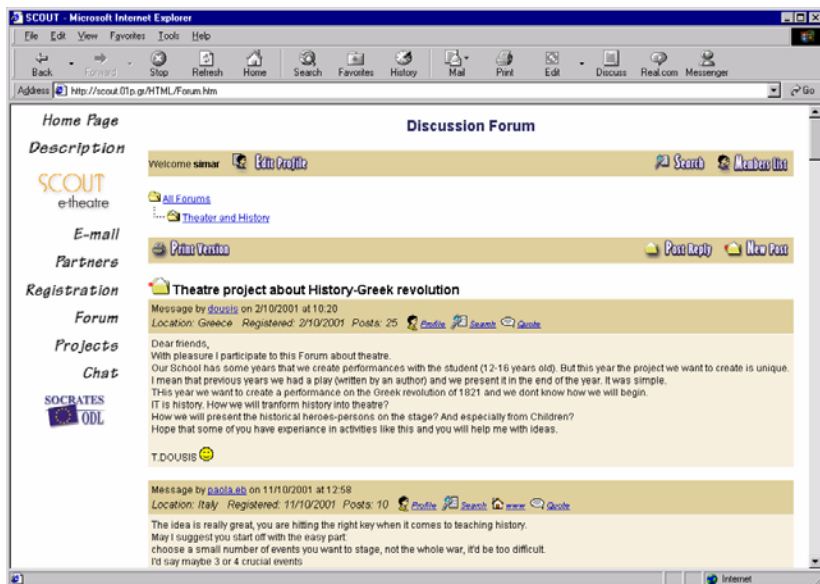 SCOUT - Microsoft Internet Explorer
File Edit View Favorites Tools Help
Back Forward Stop Refresh Home Search Favorites History Mail Print Edit Discuss Real.com Messenger
Address http://scout.01p.gr/HTML/Forum.htm Go
Home Page
Description
SCOUT
e-theatre
E-mail
Partners
Registration
Forum
Projects
Chat
SOCRATES
ODL
Discussion Forum
Welcome simar Edit Profile Search Members List
All Forums
Theater and History
Print Version Post Reply New Post
Theatre project about History-Greek revolution
Message by dousis on 2/10/2001 at 10:20
Location: Greece Registered: 2/10/2001 Posts: 25 Profile Search Quote
Dear friends,
With pleasure I participate to this Forum about theatre.
Our School has some years that we create performances with the student (12-16 years old). But this year the project we want to create is unique.
I mean that previous years we had a play (written by an author) and we present it in the end of the year. It was simple.
THis year we want to create a performance on the Greek revolution of 1821 and we dont know how we will begin.
IT is history. How we will tranform history into theatre?
How we will present the historical heroes-persons on the stage? And especially from Children?
Hope that some of you have experiance in activities like this and you will help me with ideas.
T.DOUSIS
Message by paola.eb on 11/10/2001 at 12:58
Location: Italy Registered: 11/10/2001 Posts: 10 Profile Search www Quote
The idea is really great, you are hitting the right key when it comes to teaching history.
May I suggest you start off with the easy part:
choose a small number of events you want to stage, not the whole war, it'd be too difficult.
I'd say maybe 3 or 4 crucial events
Internet